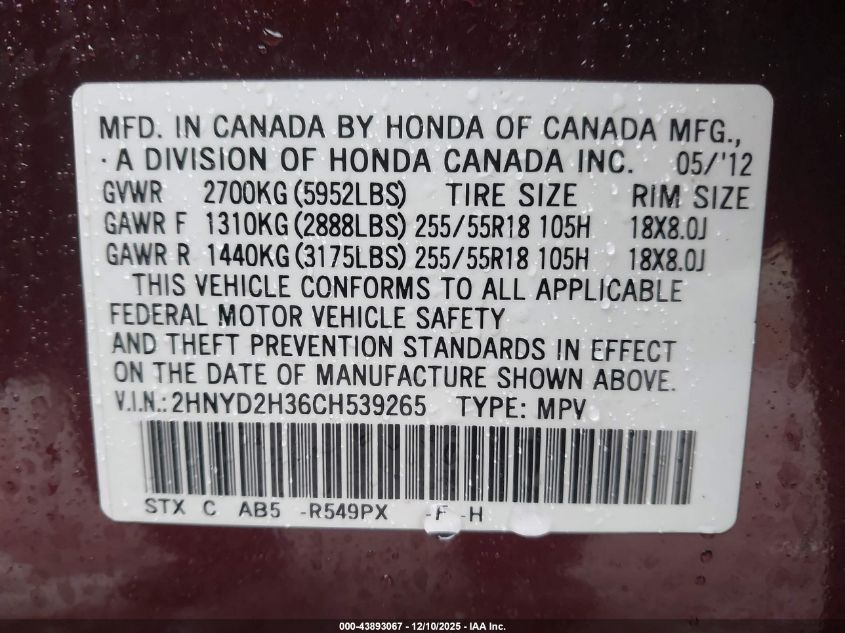 MFD. IN CANADA BY HONDA OF CANADA MFG.,
· A DIVISION OF HONDA CANADA INC. 05/'12
GVWR 2700KG (5952LBS) TIRE SIZE RIM SIZE
GAWR F 1310KG (2888LBS) 255/55R18 105H 18X8.0J
GAWR R 1440KG (3175LBS) 255/55R18 105H 18X8.0J
THIS VEHICLE CONFORMS TO ALL APPLICABLE
FEDERAL MOTOR VEHICLE SAFETY
AND THEFT PREVENTION STANDARDS IN EFFECT
ON THE DATE OF MANUFACTURE SHOWN ABOVE.
V.I.N.: 2HNYD2H36CH539265 TYPE: MPV
STX C AB5 -R549PX -F -H
000-43893067 - 12/10/2025 - IAA Inc.